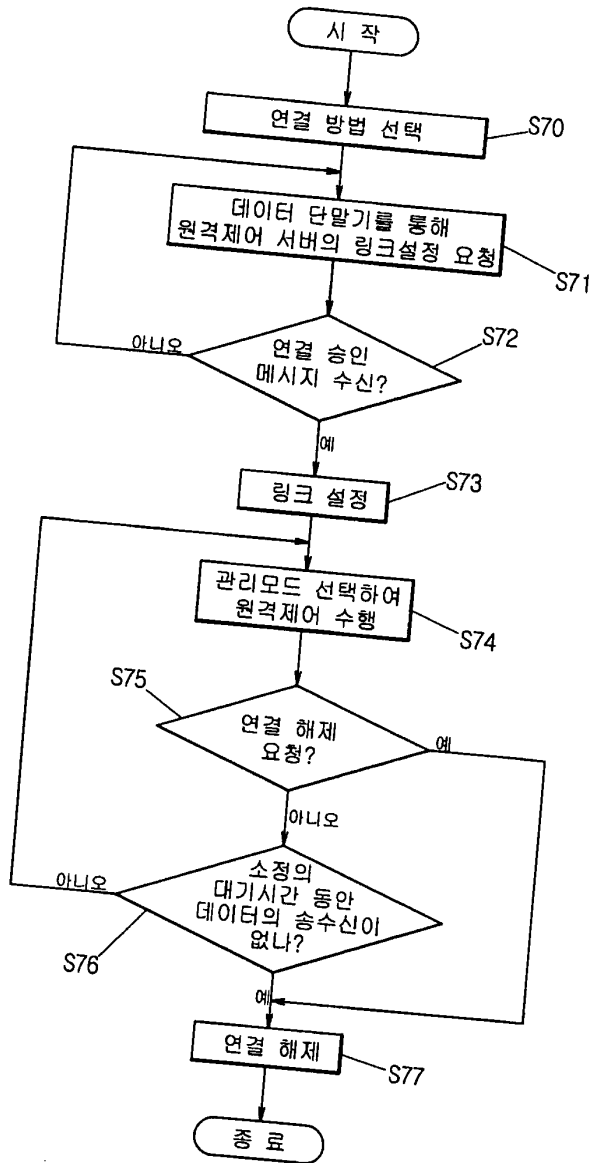 시 작
연결 방법 선택
S70
데이터 단말기를 통해
원격제어 서버의 링크설정 요청
S71
연결 승인
메시지 수신?
S72
아니오
예
링크 설정
S73
관리모드 선택하여
원격제어 수행
S74
S75
연결 해제
요청?
예
아니오
소정의
대기시간 동안
데이터의 송수신이
없나?
아니오
S76
예
연결 해제
S77
종 료